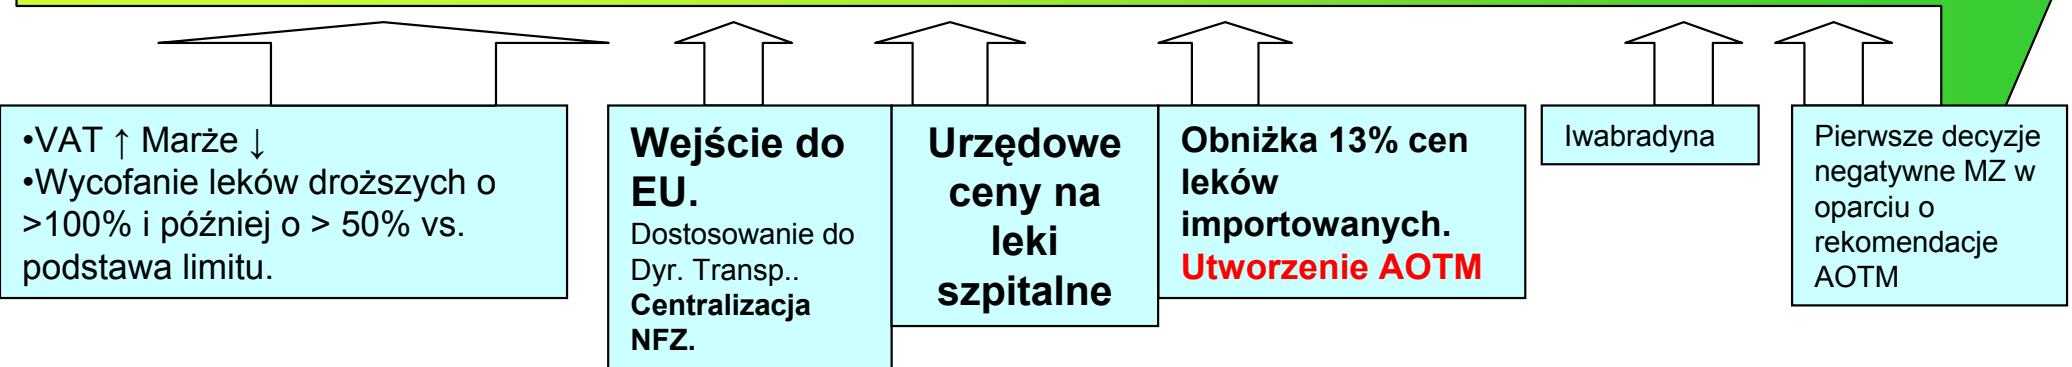 •VAT ↑ Marże ↓
•Wycofanie leków droższych o
>100% i później o > 50% vs.
podstawa limitu.
Wejście do
EU.
Dostosowanie do
Dyr. Transp..
Centralizacja
NFZ.
Urzędowe
ceny na
leki
szpitalne
Obniżka 13% cen
leków
importowanych.
Utworzenie AOTM
Iwabradyna
Pierwsze decyzje
negatywne MZ w
oparciu o
rekomendacje
AOTM